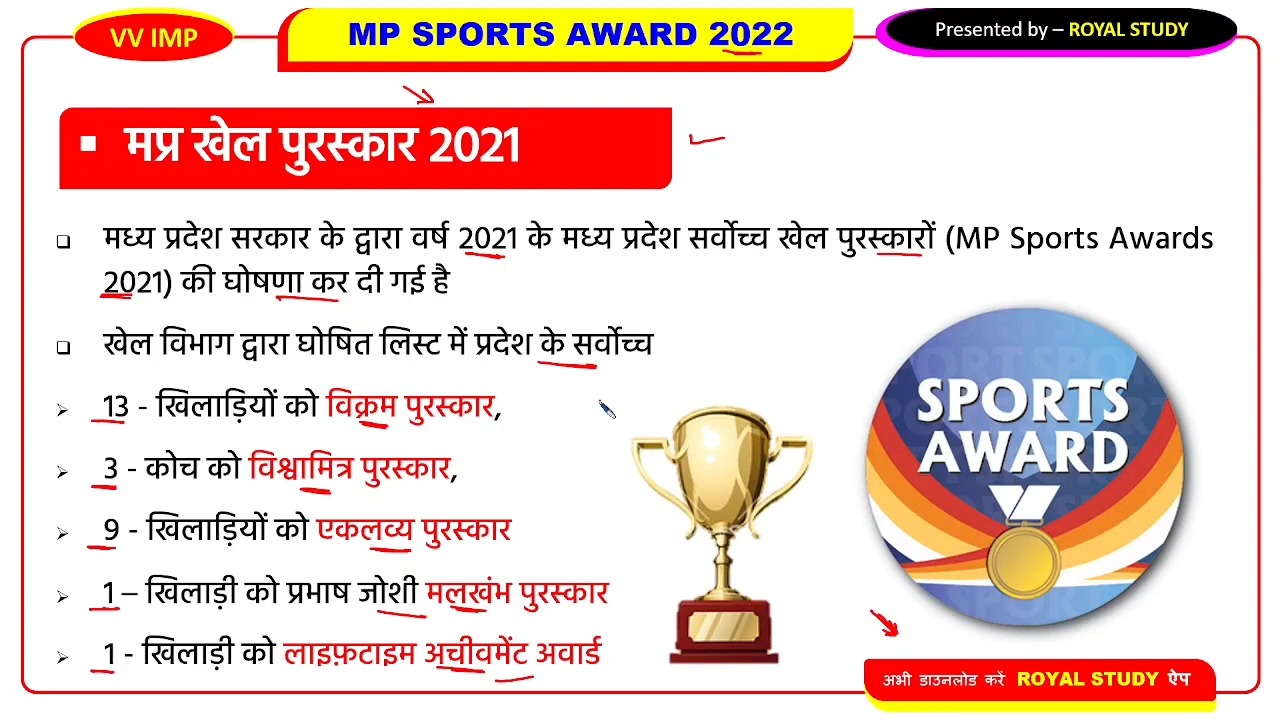 VV IMP
MP SPORTS AWARD 2022
Presented by – ROYAL STUDY
▪ मप्र खेल पुरस्कार 2021
❑ मध्य प्रदेश सरकार के द्वारा वर्ष 2021 के मध्य प्रदेश सर्वोच्च खेल पुरस्कारों (MP Sports Awards
2021) की घोषणा कर दी गई है
❑ खेल विभाग द्वारा घोषित लिस्ट में प्रदेश के सर्वोच्च
➢ 13 - खिलाड़ियों को विक्रम पुरस्कार,
➢ 3 - कोच को विश्वामित्र पुरस्कार,
➢ 9 - खिलाड़ियों को एकलव्य पुरस्कार
➢ 1 – खिलाड़ी को प्रभाष जोशी मलखंभ पुरस्कार
➢ 1 - खिलाड़ी को लाइफ़टाइम अचीवमेंट अवार्ड
SPORTS
AWARD
अभी डाउनलोड करें ROYAL STUDY ऐप